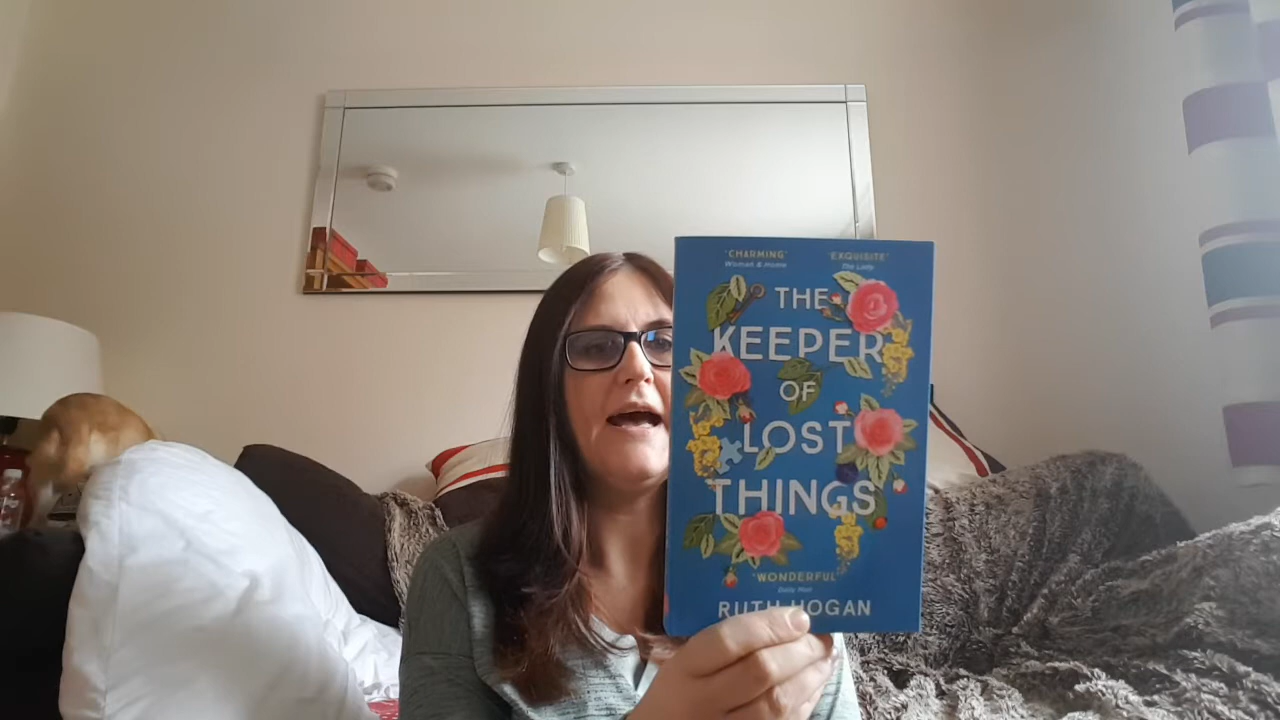 'CHARMING'
Woman & Home
'EXQUISITE'
The Lady
THE
KEEPER
OF
LOST
THINGS
'WONDERFUL'
Daily Mail
RUTH HOGAN